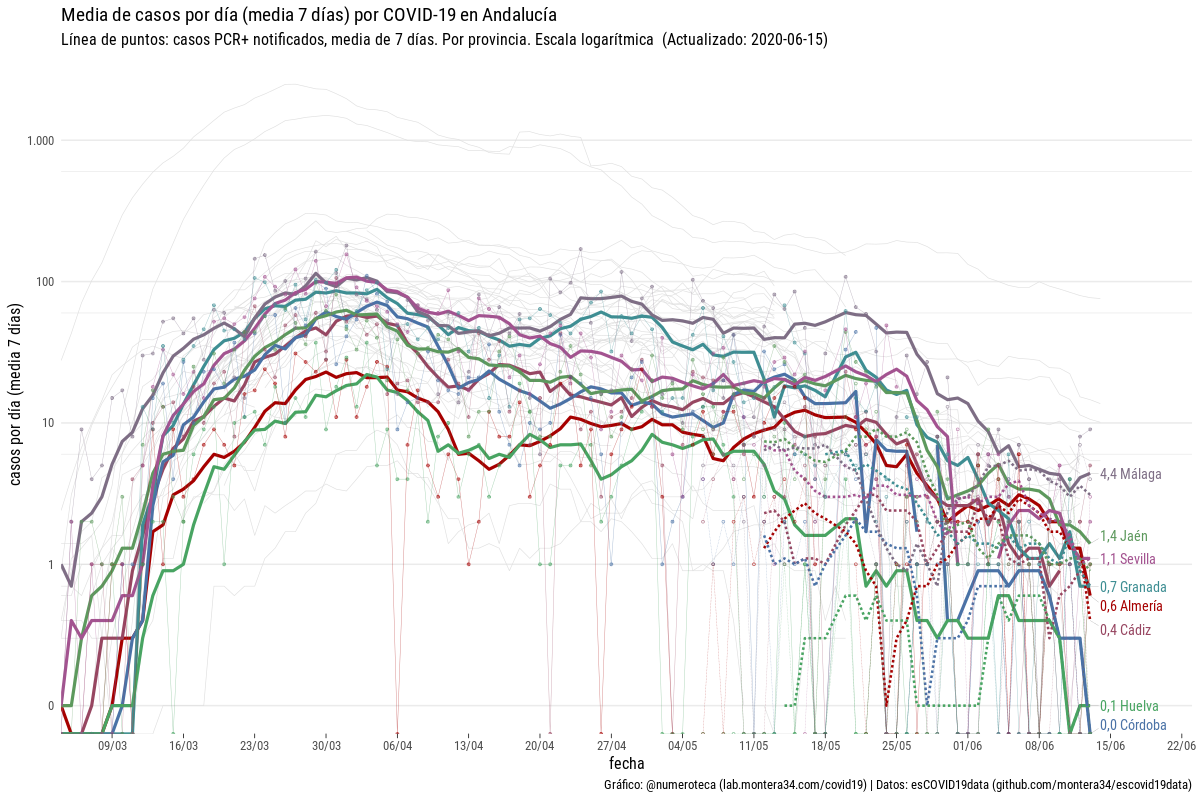 Media de casos por día (media 7 días) por COVID-19 en Andalucía
Línea de puntos: casos PCR+ notificados, media de 7 días. Por provincia. Escala logarítmica (Actualizado: 2020-06-15)
casos por día (media 7 días)
1.000
100
10
1
0
4,4 Málaga
1,4 Jaén
1,1 Sevilla
0,7 Granada
0,6 Almería
0,4 Cádiz
0,1 Huelva
0,0 Córdoba
09/03
16/03
23/03
30/03
06/04
13/04
20/04
27/04
04/05
11/05
18/05
25/05
01/06
08/06
15/06
22/06
fecha
Gráfico: @numeroteca (lab.montera34.com/covid19) | Datos: esCOVID19data (github.com/montera34/escovid19data)